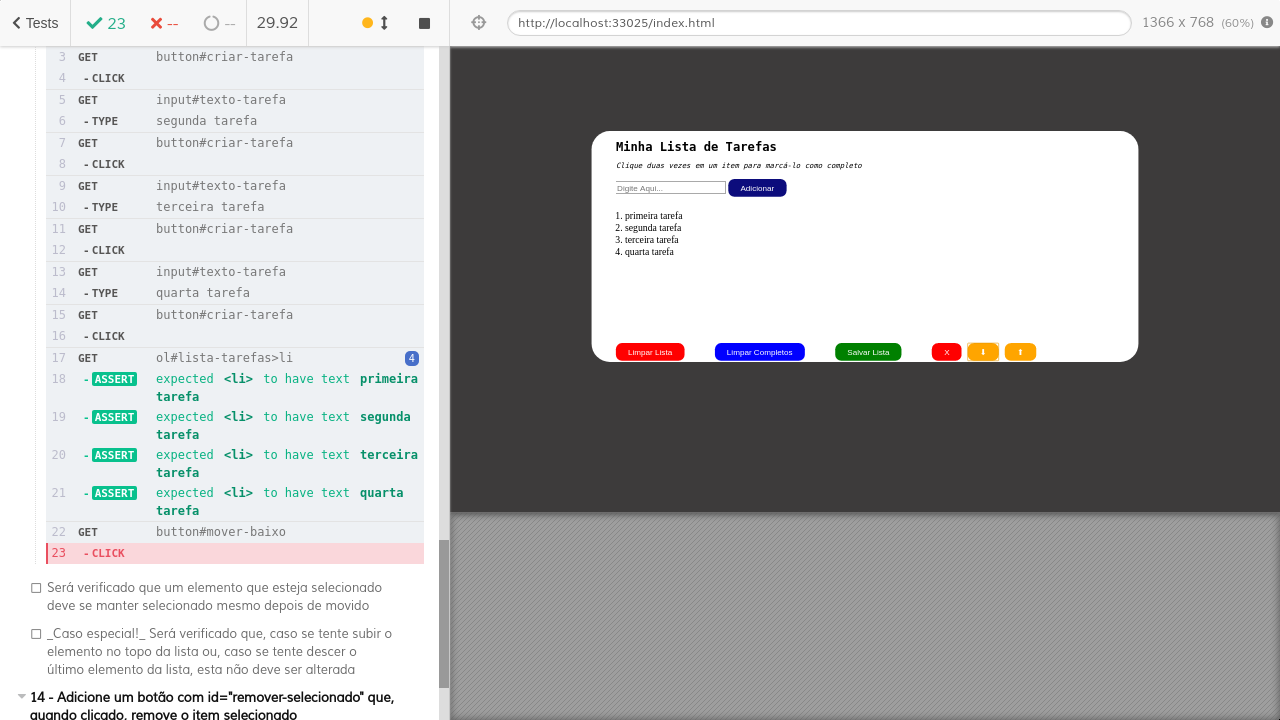 Tests 23 -- -- 29.92
http://localhost:33025/index.html 1366 x 768 (60%)
3 GET button#criar-tarefa
4 -CLICK
5 GET input#texto-tarefa
6 -TYPE segunda tarefa
7 GET button#criar-tarefa
8 -CLICK
9 GET input#texto-tarefa
10 -TYPE terceira tarefa
11 GET button#criar-tarefa
12 -CLICK
13 GET input#texto-tarefa
14 -TYPE quarta tarefa
15 GET button#criar-tarefa
16 -CLICK
17 GET ol#lista-tarefas>li 4
18 -ASSERT expected <li> to have text primeira
tarefa
19 -ASSERT expected <li> to have text segunda
tarefa
20 -ASSERT expected <li> to have text terceira
tarefa
21 -ASSERT expected <li> to have text quarta
tarefa
22 GET button#mover-baixo
23 -CLICK
Será verificado que um elemento que esteja selecionado
deve se manter selecionado mesmo depois de movido
_Caso especial!_ Será verificado que, caso se tente subir o
elemento no topo da lista ou, caso se tente descer o
último elemento da lista, esta não deve ser alterada
14 - Adicione um botão com id="remover-selecionado" que,
quando clicado, remove o item selecionado
Minha Lista de Tarefas
Clique duas vezes em um item para marcá-lo como completo
Digite Aqui... Adicionar
1. primeira tarefa
2. segunda tarefa
3. terceira tarefa
4. quarta tarefa
Limpar Lista Limpar Completos Salvar Lista X ⬇ ⬆